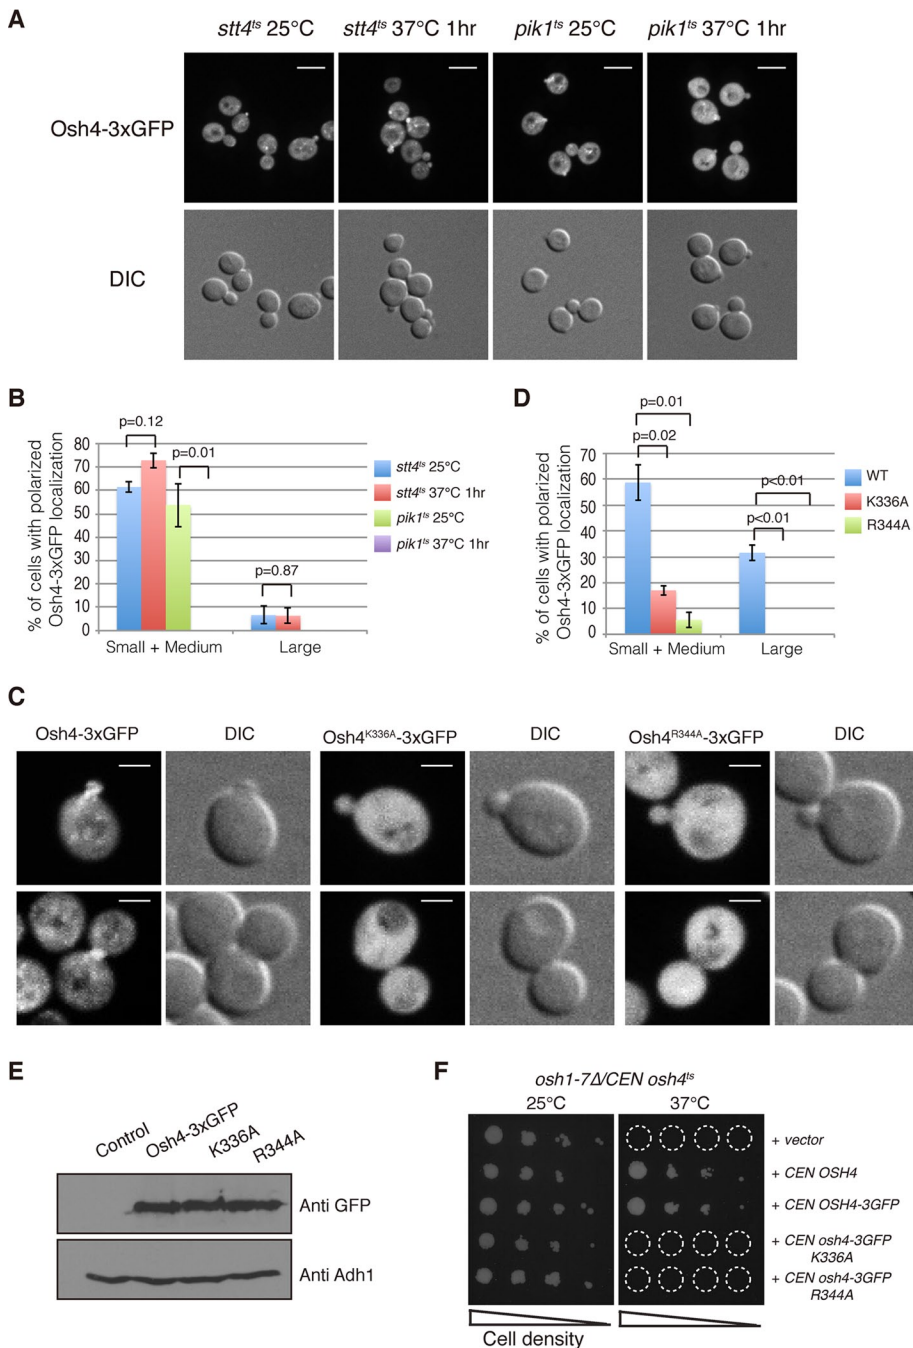 A
stt4ts 25°C
stt4ts 37°C 1hr
pik1ts 25°C
pik1ts 37°C 1hr
Osh4-3xGFP
DIC
B
% of cells with polarized
Osh4-3xGFP localization
80
70
60
50
40
30
20
10
0
p=0.12
p=0.01
p=0.87
Small + Medium
Large
stt4ts 25°C
stt4ts 37°C 1hr
pik1ts 25°C
pik1ts 37°C 1hr
D
% of cells with polarized
Osh4-3xGFP localization
70
60
50
40
30
20
10
0
p=0.01
p=0.02
p<0.01
p<0.01
Small + Medium
Large
WT
K336A
R344A
C
Osh4-3xGFP
DIC
Osh4K336A-3xGFP
DIC
Osh4R344A-3xGFP
DIC
E
Control
Osh4-3xGFP
K336A
R344A
Anti GFP
Anti Adh1
F
osh1-7Δ/CEN osh4ts
25°C
37°C
+ vector
+ CEN OSH4
+ CEN OSH4-3GFP
+ CEN osh4-3GFP
K336A
+ CEN osh4-3GFP
R344A
Cell density